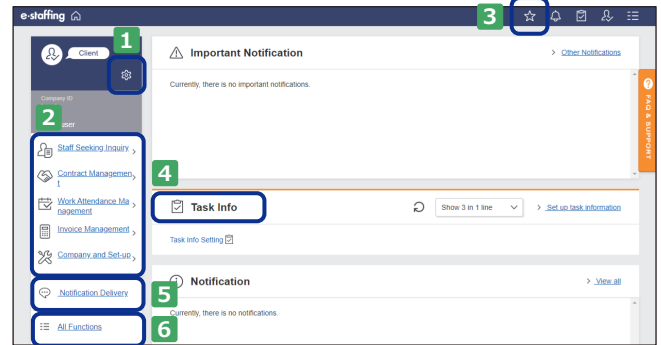 e-staffing
3
1
Client
Important Notification
Other Notifications
Currently, there is no important notifications.
Company ID
2
user
FAQ & SUPPORT
Staff Seeking Inquiry
Contract Managemen
t
Work Attendance Ma
nagement
Invoice Management
Company and Set-up
4
Task Info
Show 3 in 1 line
Set up task information
Task Info Setting
Notification
View all
5
Notification Delivery
Currently, there is no notifications.
6
All Functions